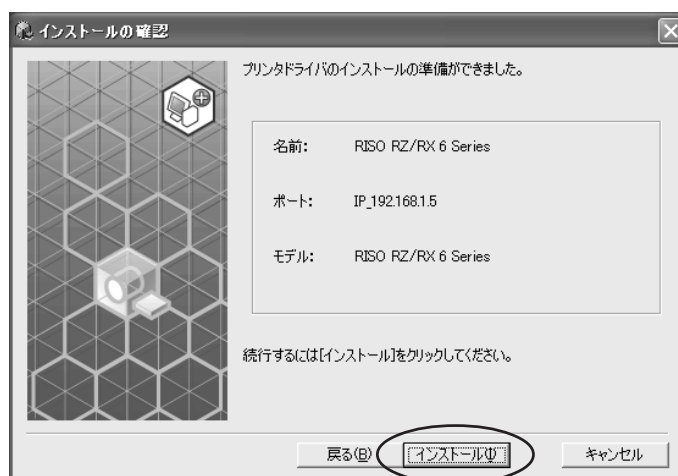 インストールの確認
プリンタドライバのインストールの準備ができました。
名前: RISO RZ/RX 6 Series
ポート: IP_192.168.1.5
モデル: RISO RZ/RX 6 Series
続行するには[インストール]をクリックしてください。
戻る(B) インストール(I) キャンセル